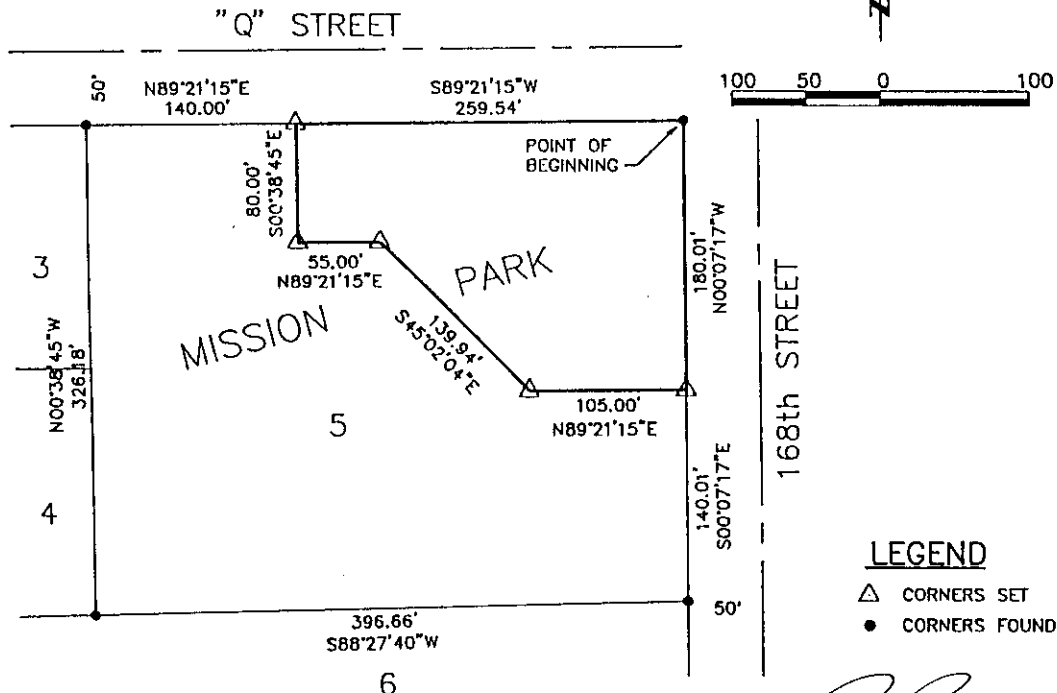 "Q" STREET
50'
N89°21'15"E
140.00'
S89°21'15"W
259.54'
100 50 0 100
POINT OF
BEGINNING
80.00'
S00°38'45"E
55.00'
N89°21'15"E
MISSION PARK
139.94'
S45°02'04"E
180.01'
N00°07'17"W
168th STREET
3
N00°38'45"W
326.18'
5
105.00'
N89°21'15"E
4
140.01'
S00°07'17"E
396.66'
S88°27'40"W
50'
6
LEGEND
△ CORNERS SET
● CORNERS FOUND